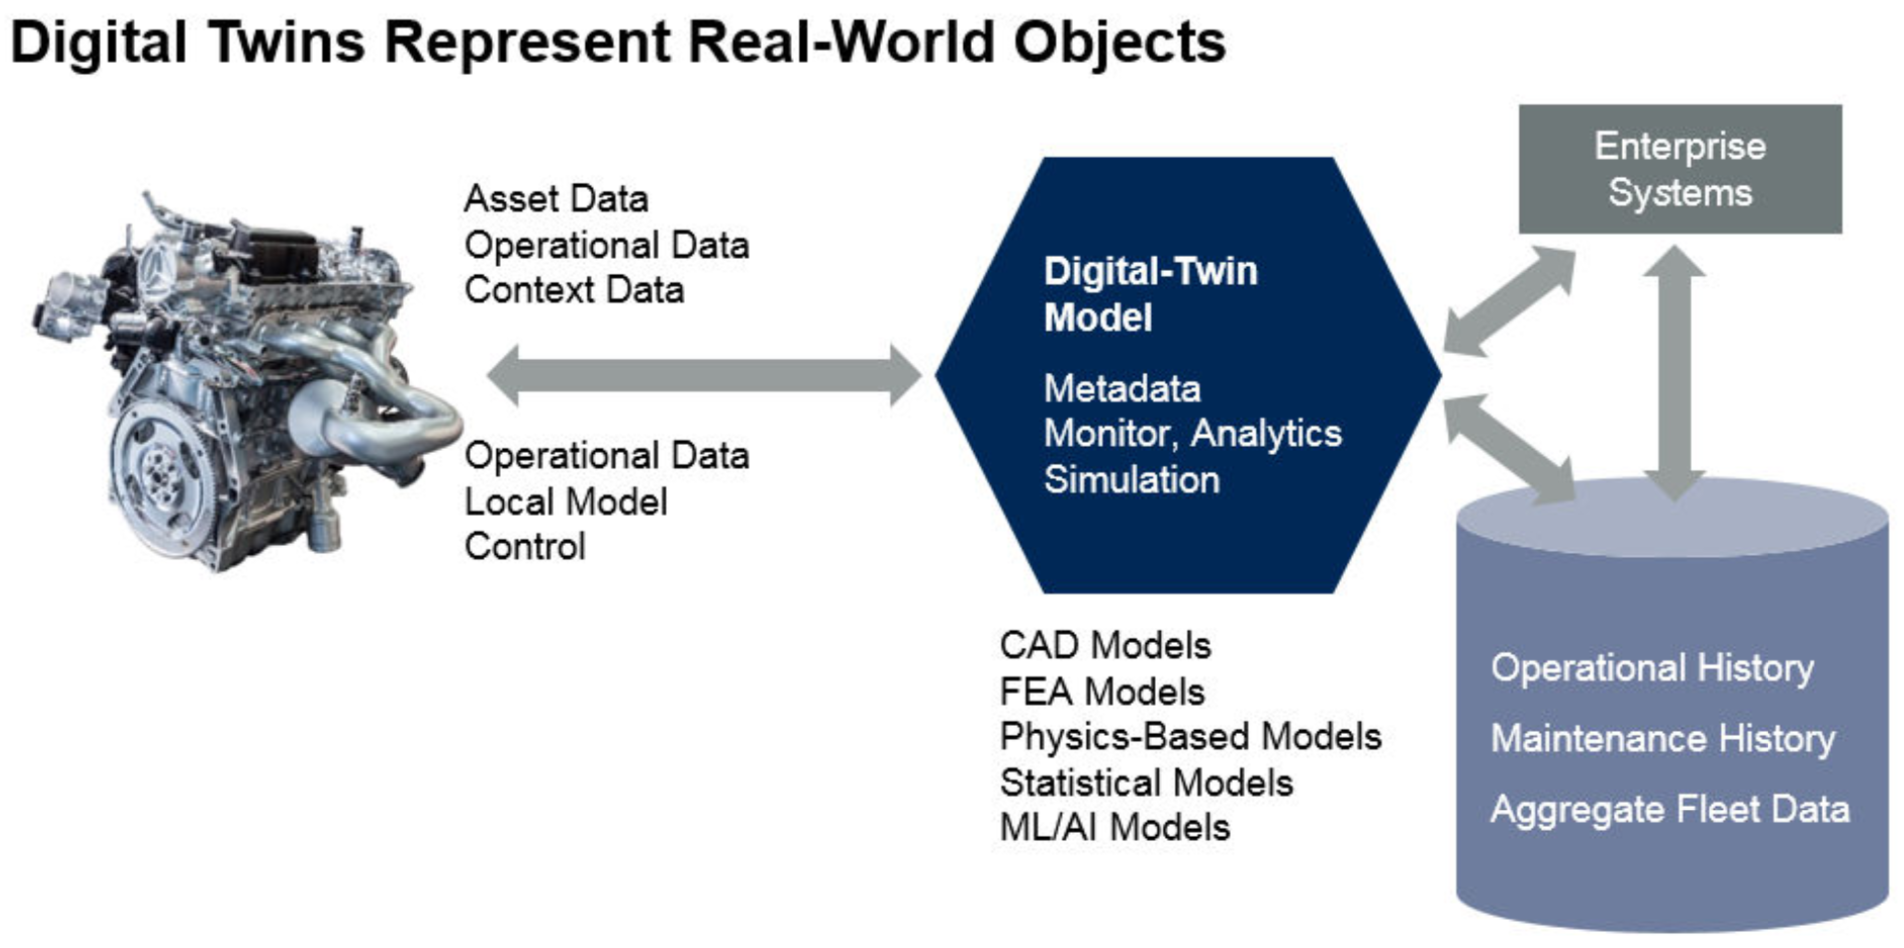 Digital Twins Represent Real-World Objects
Asset Data
Operational Data
Context Data
Operational Data
Local Model
Control
Digital-Twin
Model
Metadata
Monitor, Analytics
Simulation
CAD Models
FEA Models
Physics-Based Models
Statistical Models
ML/AI Models
Enterprise
Systems
Operational History
Maintenance History
Aggregate Fleet Data